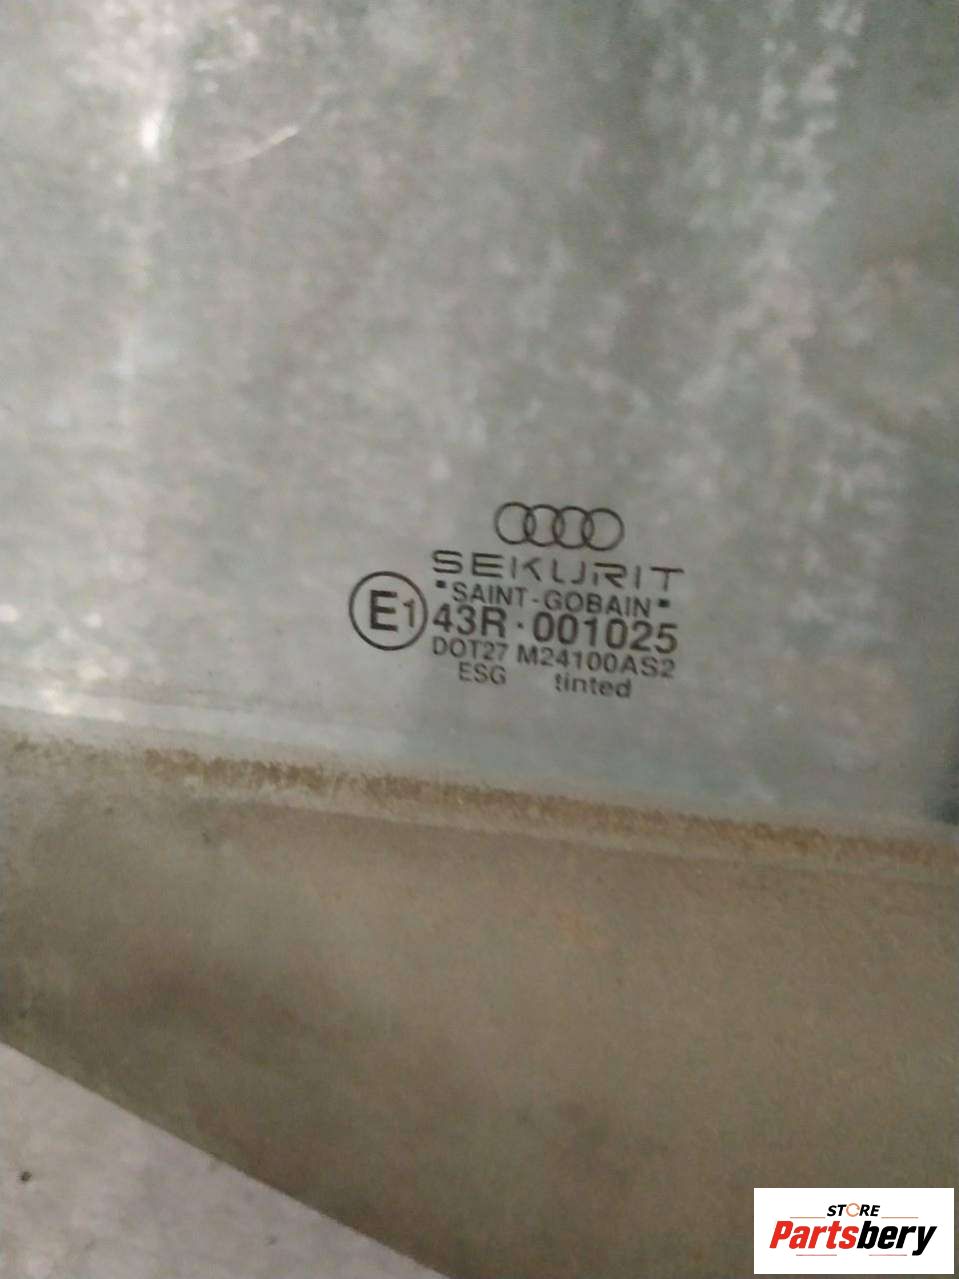 SEKURIT
"SAINT-GOBAIN"
E1 43R · 001025
DOT27 M24100AS2
ESG tinted
STORE
Partsbery